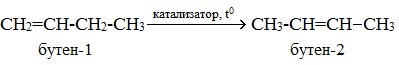 CH₂=CH-CH₂-CH₃ катализатор, t⁰ CH₃-CH=CH–CH₃
бутен-1 бутен-2